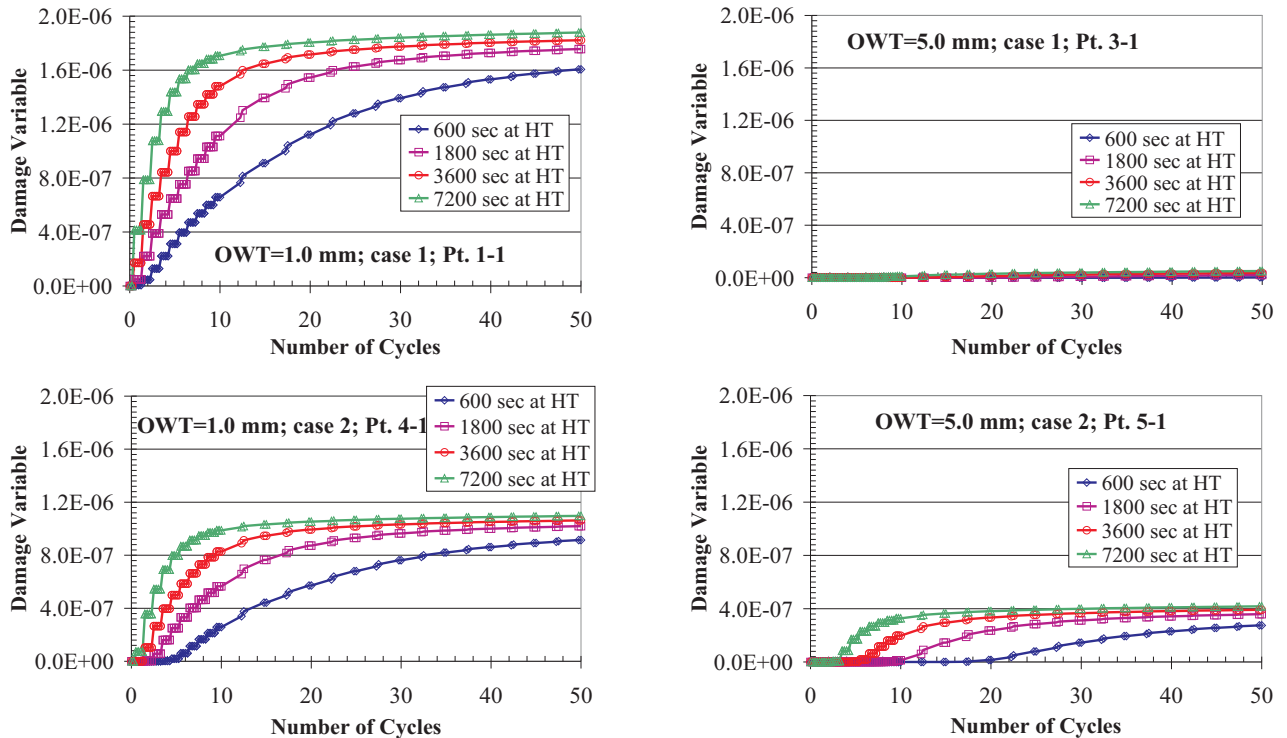 2.0E-06
1.6E-06
1.2E-06
8.0E-07
4.0E-07
0.0E+00
Damage Variable
600 sec at HT
1800 sec at HT
3600 sec at HT
7200 sec at HT
OWT=1.0 mm; case 1; Pt. 1-1
0 10 20 30 40 50
Number of Cycles
2.0E-06
1.6E-06
1.2E-06
8.0E-07
4.0E-07
0.0E+00
Damage Variable
OWT=5.0 mm; case 1; Pt. 3-1
600 sec at HT
1800 sec at HT
3600 sec at HT
7200 sec at HT
0 10 20 30 40 50
Number of Cycles
2.0E-06
1.6E-06
1.2E-06
8.0E-07
4.0E-07
0.0E+00
Damage Variable
OWT=1.0 mm; case 2; Pt. 4-1
600 sec at HT
1800 sec at HT
3600 sec at HT
7200 sec at HT
0 10 20 30 40 50
Number of Cycles
2.0E-06
1.6E-06
1.2E-06
8.0E-07
4.0E-07
0.0E+00
Damage Variable
OWT=5.0 mm; case 2; Pt. 5-1
600 sec at HT
1800 sec at HT
3600 sec at HT
7200 sec at HT
0 10 20 30 40 50
Number of Cycles